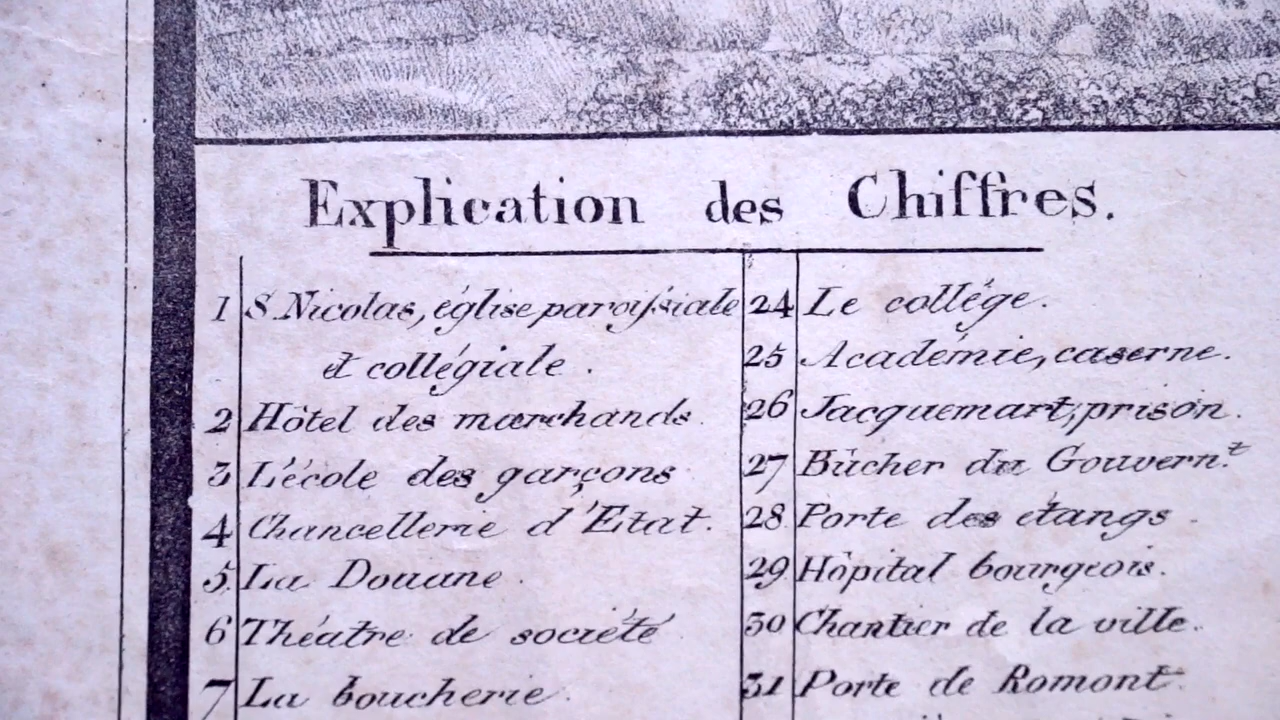 Explication des Chiffres.
1 S. Nicolas, église paroiſsiale
et collégiale.
2 Hôtel des marchands.
3 L'école des garçons
4 Chancellerie d'Etat.
5. La Douane.
6 Théatre de société
7 La boucherie.
24 Le collége.
25 Académie, caserne.
26 Jacquemart, prison.
27 Bûcher du Gouvern.t
28 Porte des étangs.
29 Hôpital bourgeois.
30 Chantier de la ville.
31 Porte de Romont.